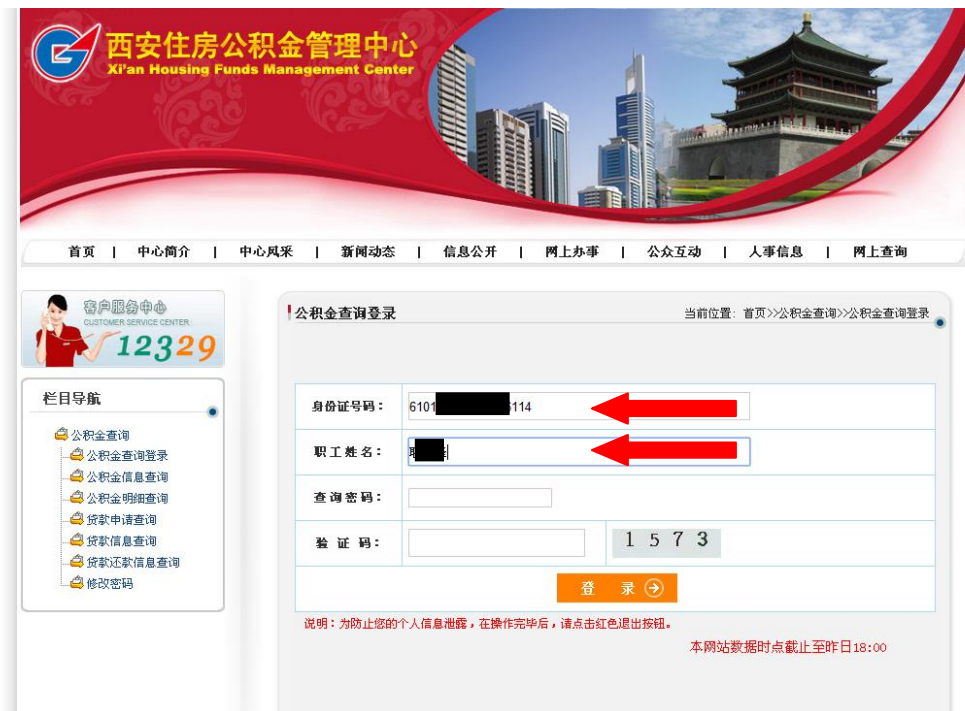 西安住房公积金管理中心
Xi'an Housing Funds Management Center
首页 | 中心简介 | 中心风采 | 新闻动态 | 信息公开 | 网上办事 | 公众互动 | 人事信息 | 网上查询
客户服务中心
CUSTOMER SERVICE CENTER
12329
栏目导航
公积金查询
公积金查询登录
公积金信息查询
公积金明细查询
贷款申请查询
贷款信息查询
贷款还款信息查询
修改密码
公积金查询登录
当前位置：首页>>公积金查询>>公积金查询登录
身份证号码： 6101 114
职工姓名：
查询密码：
验 证 码： 1 5 7 3
登 录
说明：为防止您的个人信息泄露，在操作完毕后，请点击红色退出按钮。
本网站数据时点截止至昨日18:00